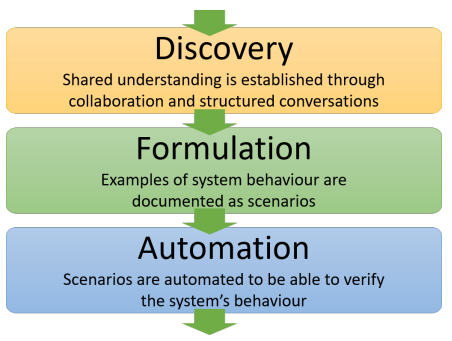 Discovery
Shared understanding is established through
collaboration and structured conversations
Formulation
Examples of system behaviour are
documented as scenarios
Automation
Scenarios are automated to be able to verify
the system's behaviour